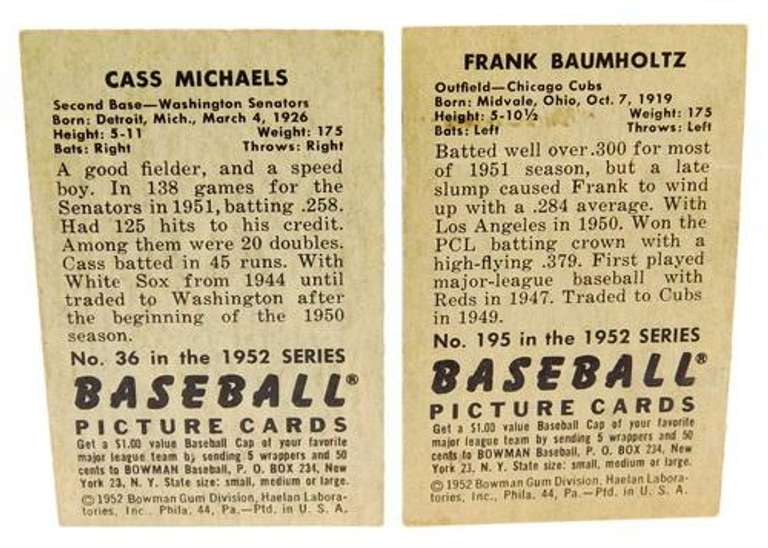 CASS MICHAELS
Second Base—Washington Senators
Born: Detroit, Mich., March 4, 1926
Height: 5-11 Weight: 175
Bats: Right Throws: Right
A good fielder, and a speed
boy. In 138 games for the
Senators in 1951, batting .258.
Had 125 hits to his credit.
Among them were 20 doubles.
Cass batted in 45 runs. With
White Sox from 1944 until
traded to Washington after
the beginning of the 1950
season.
No. 36 in the 1952 SERIES
BASEBALL®
PICTURE CARDS
Get a $1.00 value Baseball Cap of your favorite
major league team by sending 5 wrappers and 50
cents to BOWMAN Baseball, P. O. BOX 234, New
York 23, N. Y. State size: small, medium or large.
©1952 Bowman Gum Division, Haelan Labora-
tories, Inc., Phila. 44, Pa.—Ptd. in U. S. A.
FRANK BAUMHOLTZ
Outfield—Chicago Cubs
Born: Midvale, Ohio, Oct. 7, 1919
Height: 5-10½ Weight: 175
Bats: Left Throws: Left
Batted well over .300 for most
of 1951 season, but a late
slump caused Frank to wind
up with a .284 average. With
Los Angeles in 1950. Won the
PCL batting crown with a
high-flying .379. First played
major-league baseball with
Reds in 1947. Traded to Cubs
in 1949.
No. 195 in the 1952 SERIES
BASEBALL®
PICTURE CARDS
Get a $1.00 value Baseball Cap of your favorite
major league team by sending 5 wrappers and 50
cents to BOWMAN Baseball, P. O. BOX 234, New
York 23, N. Y. State size: small, medium or large.
©1952 Bowman Gum Division, Haelan Labora-
tories, Inc., Phila. 44, Pa.—Ptd. in U. S. A.